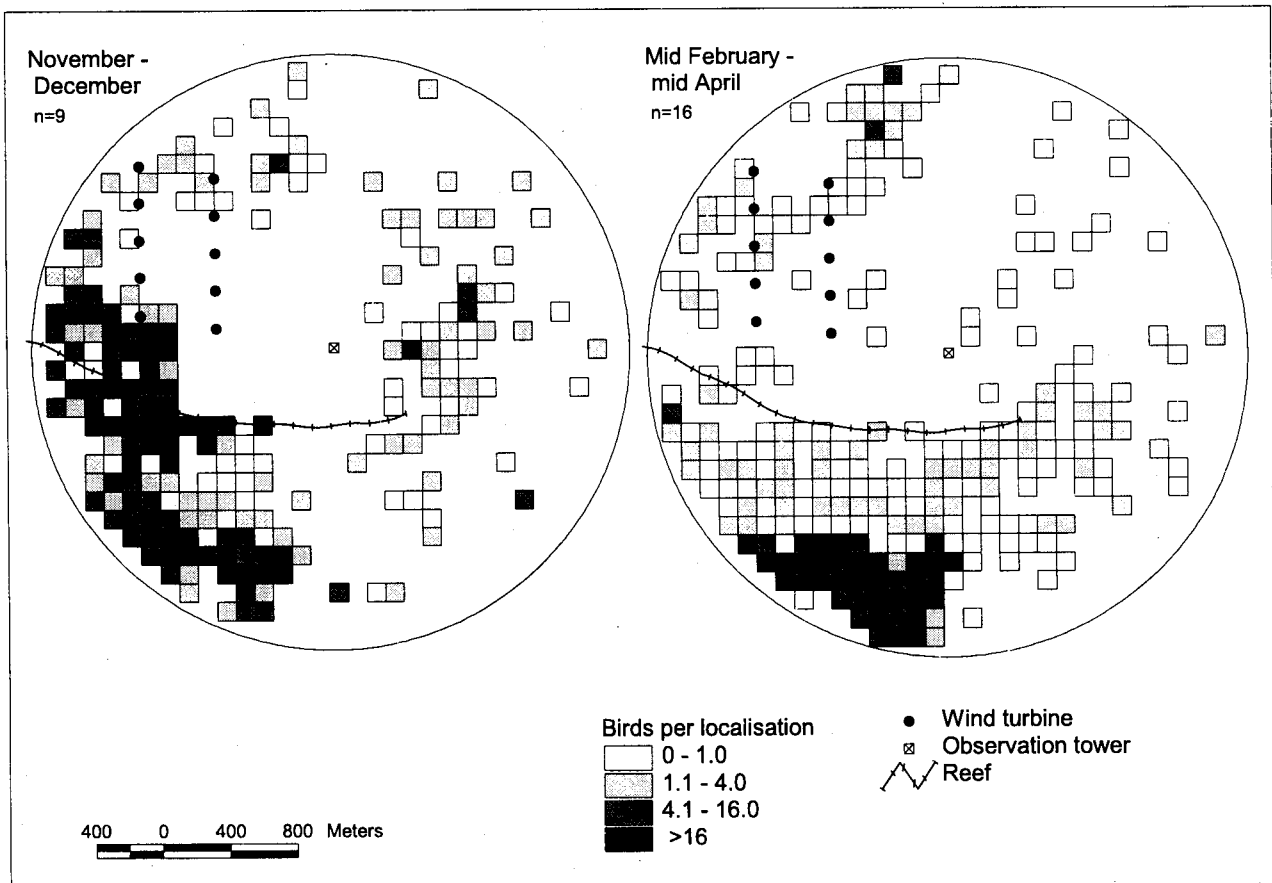 November -
December
n=9
Mid February -
mid April
n=16
Birds per localisation
0 - 1.0
1.1 - 4.0
4.1 - 16.0
>16
Wind turbine
Observation tower
Reef
400 0 400 800 Meters